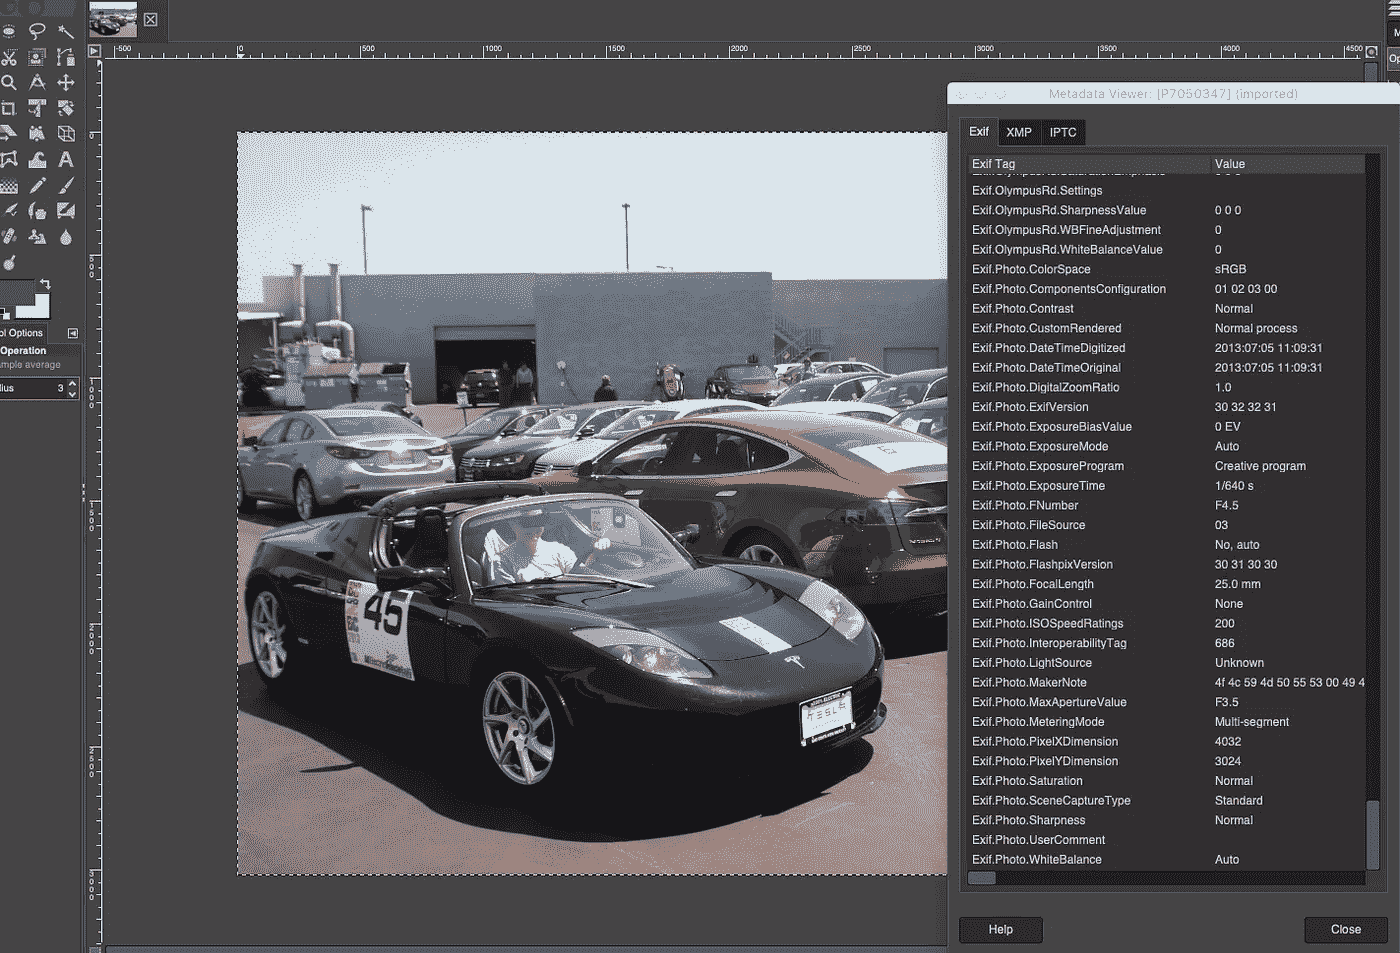 -500 0 500 1000 1500 2000 2500 3000 3500 4000 4500
Metadata Viewer: [P7050347] (imported)
Exif XMP IPTC
Exif Tag Value
Exif.OlympusRd.Settings
Exif.OlympusRd.SharpnessValue 0 0 0
Exif.OlympusRd.WBFineAdjustment 0
Exif.OlympusRd.WhiteBalanceValue 0
Exif.Photo.ColorSpace sRGB
Exif.Photo.ComponentsConfiguration 01 02 03 00
Exif.Photo.Contrast Normal
Exif.Photo.CustomRendered Normal process
Exif.Photo.DateTimeDigitized 2013:07:05 11:09:31
Exif.Photo.DateTimeOriginal 2013:07:05 11:09:31
Exif.Photo.DigitalZoomRatio 1.0
Exif.Photo.ExifVersion 30 32 32 31
Exif.Photo.ExposureBiasValue 0 EV
Exif.Photo.ExposureMode Auto
Exif.Photo.ExposureProgram Creative program
Exif.Photo.ExposureTime 1/640 s
Exif.Photo.FNumber F4.5
Exif.Photo.FileSource 03
Exif.Photo.Flash No, auto
Exif.Photo.FlashpixVersion 30 31 30 30
Exif.Photo.FocalLength 25.0 mm
Exif.Photo.GainControl None
Exif.Photo.ISOSpeedRatings 200
Exif.Photo.InteroperabilityTag 686
Exif.Photo.LightSource Unknown
Exif.Photo.MakerNote 4f 4c 59 4d 50 55 53 00 49 4
Exif.Photo.MaxApertureValue F3.5
Exif.Photo.MeteringMode Multi-segment
Exif.Photo.PixelXDimension 4032
Exif.Photo.PixelYDimension 3024
Exif.Photo.Saturation Normal
Exif.Photo.SceneCaptureType Standard
Exif.Photo.Sharpness Normal
Exif.Photo.UserComment
Exif.Photo.WhiteBalance Auto
Help Close
ol Options
Operation
ample average
dius 3
0
500
1000
1500
2000
2500
3000
45
TESLA